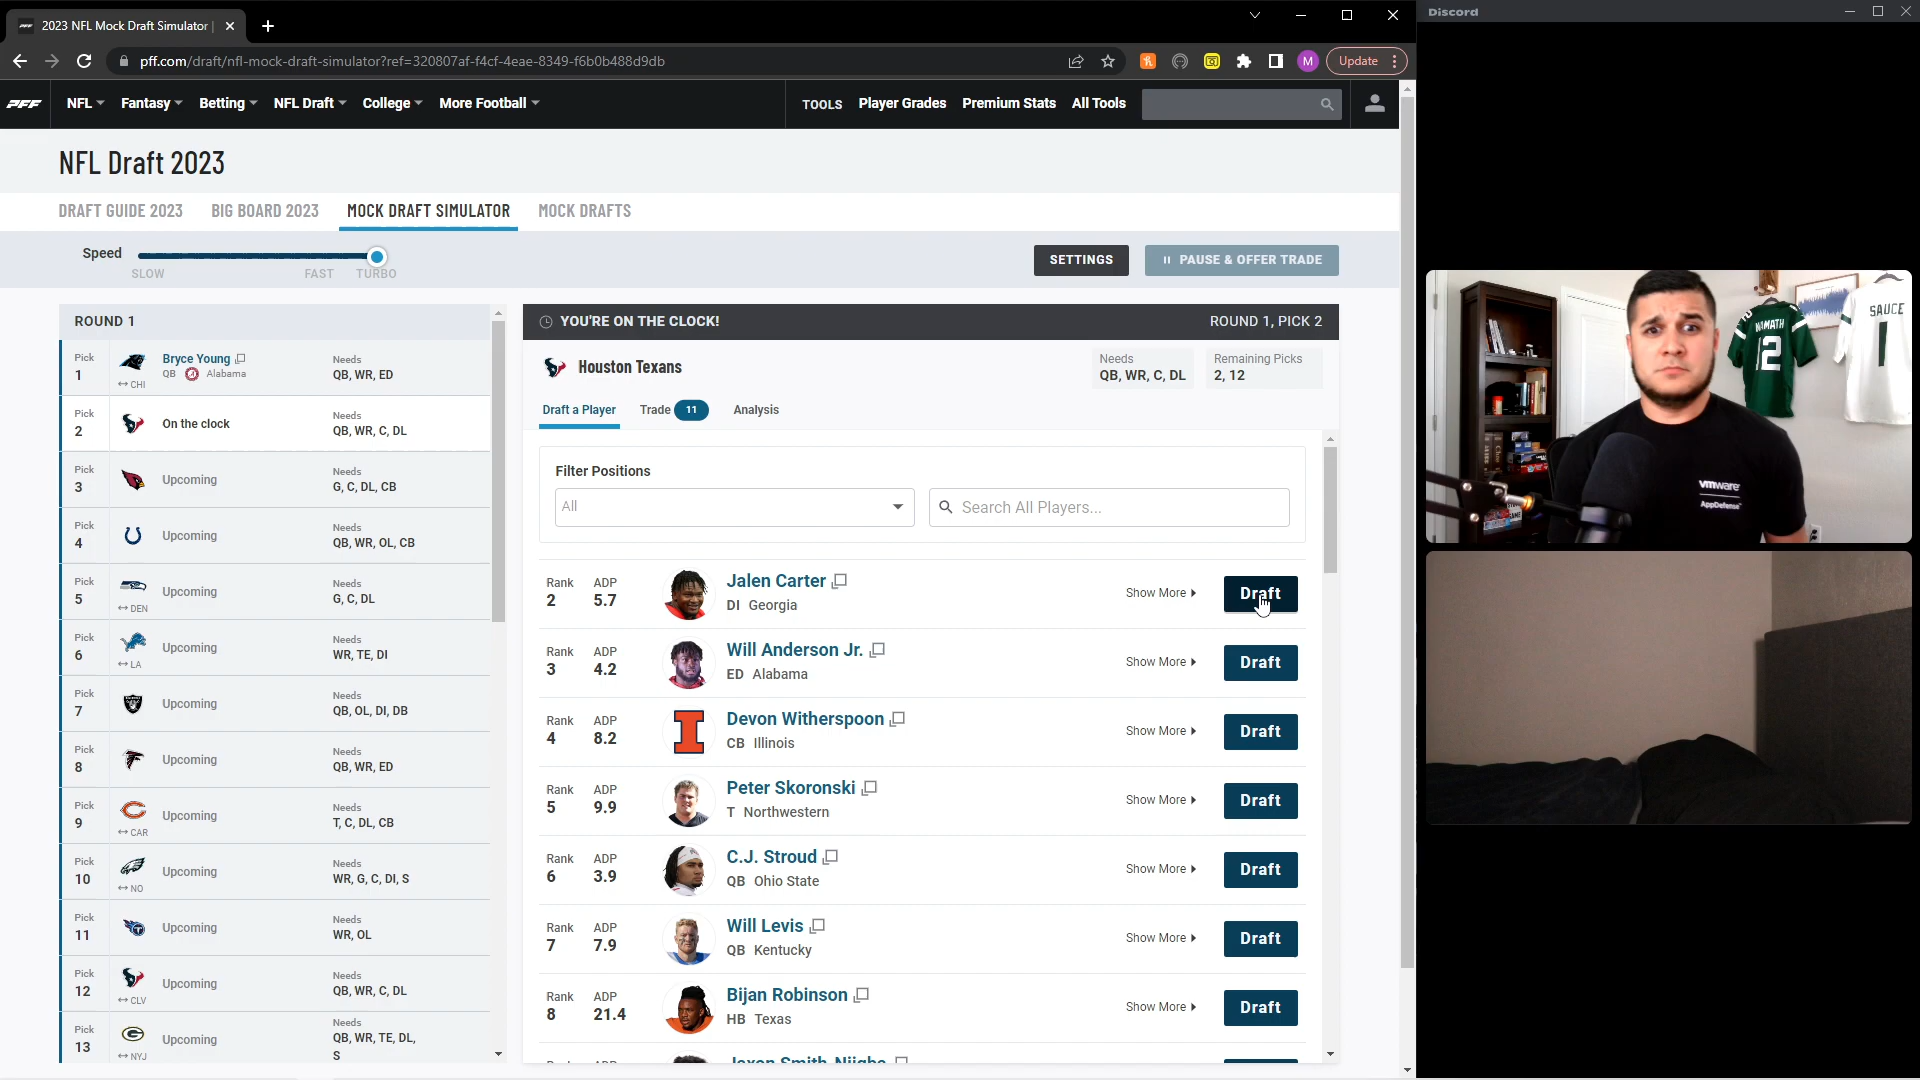 2023 NFL Mock Draft Simulator |
pff.com/draft/nfl-mock-draft-simulator?ref=320807af-f4cf-4eae-8349-f6b0b488d9db
M
Update
PFF
NFL
Fantasy
Betting
NFL Draft
College
More Football
TOOLS
Player Grades
Premium Stats
All Tools
NFL Draft 2023
DRAFT GUIDE 2023
BIG BOARD 2023
MOCK DRAFT SIMULATOR
MOCK DRAFTS
Speed
SLOW
FAST
TURBO
SETTINGS
PAUSE & OFFER TRADE
ROUND 1
Pick
1
CHI
Bryce Young
QB Alabama
Needs
QB, WR, ED
Pick
2
On the clock
Needs
QB, WR, C, DL
Pick
3
Upcoming
Needs
G, C, DL, CB
Pick
4
Upcoming
Needs
QB, WR, OL, CB
Pick
5
DEN
Upcoming
Needs
G, C, DL
Pick
6
LA
Upcoming
Needs
WR, TE, DI
Pick
7
Upcoming
Needs
QB, OL, DI, DB
Pick
8
Upcoming
Needs
QB, WR, ED
Pick
9
CAR
Upcoming
Needs
T, C, DL, CB
Pick
10
NO
Upcoming
Needs
WR, G, C, DI, S
Pick
11
Upcoming
Needs
WR, OL
Pick
12
CLV
Upcoming
Needs
QB, WR, C, DL
Pick
13
NYJ
Upcoming
Needs
QB, WR, TE, DL,
S
YOU'RE ON THE CLOCK!
ROUND 1, PICK 2
Houston Texans
Needs
QB, WR, C, DL
Remaining Picks
2, 12
Draft a Player
Trade 11
Analysis
Filter Positions
All
Search All Players...
Rank
2
ADP
5.7
Jalen Carter
DI Georgia
Show More
Draft
Rank
3
ADP
4.2
Will Anderson Jr.
ED Alabama
Show More
Draft
Rank
4
ADP
8.2
Devon Witherspoon
CB Illinois
Show More
Draft
Rank
5
ADP
9.9
Peter Skoronski
T Northwestern
Show More
Draft
Rank
6
ADP
3.9
C.J. Stroud
QB Ohio State
Show More
Draft
Rank
7
ADP
7.9
Will Levis
QB Kentucky
Show More
Draft
Rank
8
ADP
21.4
Bijan Robinson
HB Texas
Show More
Draft
Discord
NAMATH
12
SAUCE
1
vmware
AppDefense